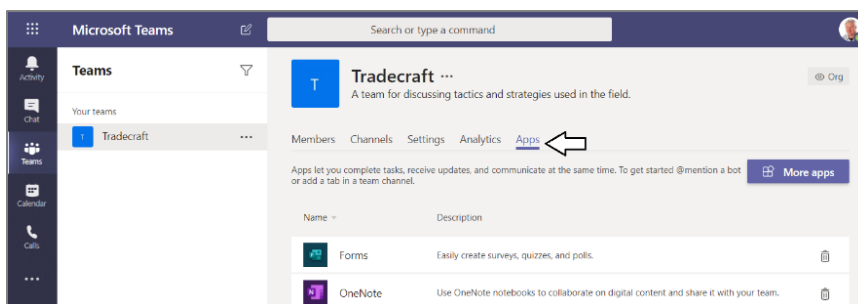 Microsoft Teams
Search or type a command
Activity
Chat
Teams
Calendar
Calls
Teams
Your teams
T Tradecraft ...
T
Tradecraft ...
A team for discussing tactics and strategies used in the field.
Org
Members Channels Settings Analytics Apps
Apps let you complete tasks, receive updates, and communicate at the same time. To get started @mention a bot
or add a tab in a team channel.
More apps
Name Description
Forms Easily create surveys, quizzes, and polls.
N OneNote Use OneNote notebooks to collaborate on digital content and share it with your team.